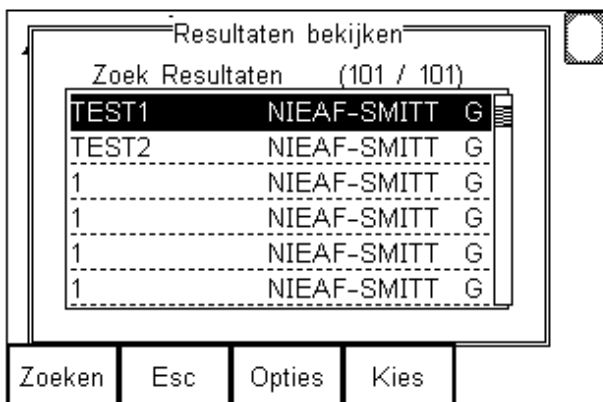 Resultaten bekijken
Zoek Resultaten (101 / 101)
TEST1 NIEAF-SMITT G
TEST2 NIEAF-SMITT G
1 NIEAF-SMITT G
1 NIEAF-SMITT G
1 NIEAF-SMITT G
1 NIEAF-SMITT G
Zoeken Esc Opties Kies